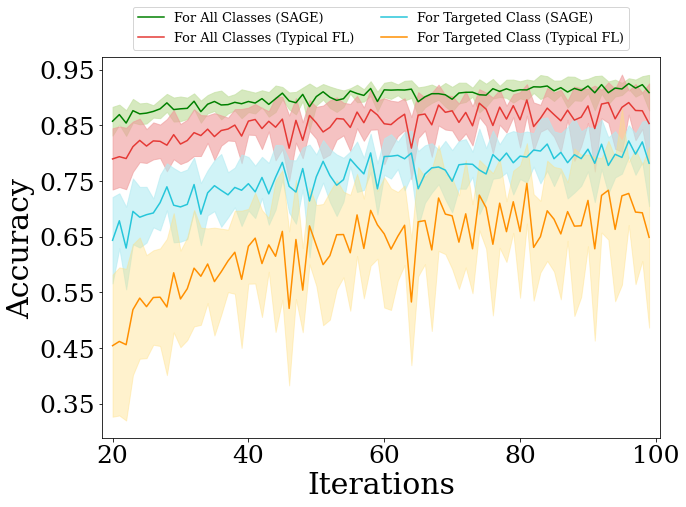 For All Classes (SAGE)
For All Classes (Typical FL)
For Targeted Class (SAGE)
For Targeted Class (Typical FL)
0.95
0.85
0.75
0.65
0.55
0.45
0.35
Accuracy
20 40 60 80 100
Iterations